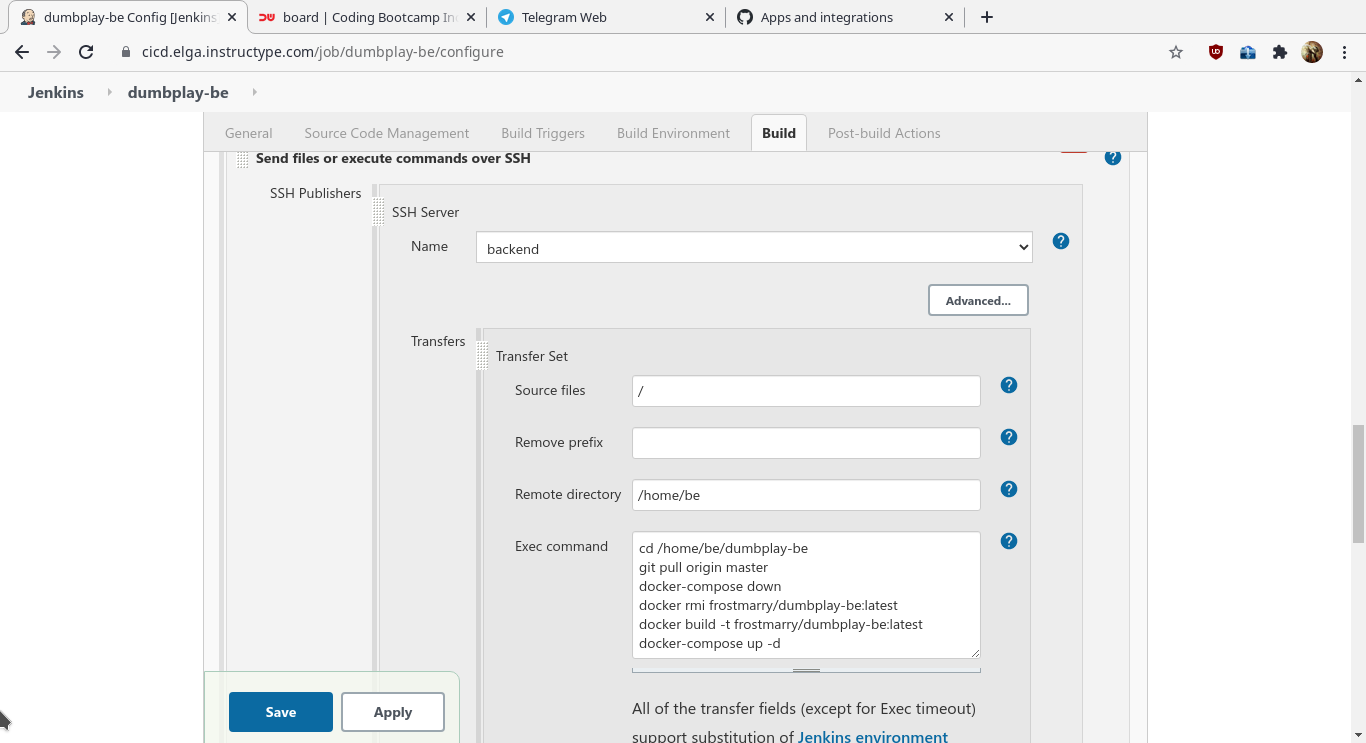 dumbplay-be Config [Jenkins
board | Coding Bootcamp In
Telegram Web
Apps and integrations
cicd.elga.instructype.com/job/dumbplay-be/configure
Jenkins
dumbplay-be
General
Source Code Management
Build Triggers
Build Environment
Build
Post-build Actions
Send files or execute commands over SSH
?
SSH Publishers
SSH Server
Name
backend
?
Advanced...
Transfers
Transfer Set
Source files
/
?
Remove prefix
?
Remote directory
/home/be
?
Exec command
?
cd /home/be/dumbplay-be
git pull origin master
docker-compose down
docker rmi frostmarry/dumbplay-be:latest
docker build -t frostmarry/dumbplay-be:latest
docker-compose up -d
All of the transfer fields (except for Exec timeout)
support substitution of Jenkins environment
Save
Apply